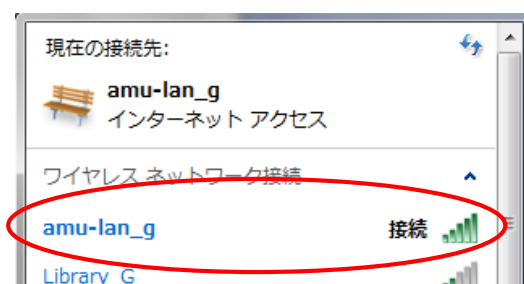 現在の接続先:
amu-lan_g
インターネット アクセス
ワイヤレス ネットワーク接続
amu-lan_g 接続
Library_G